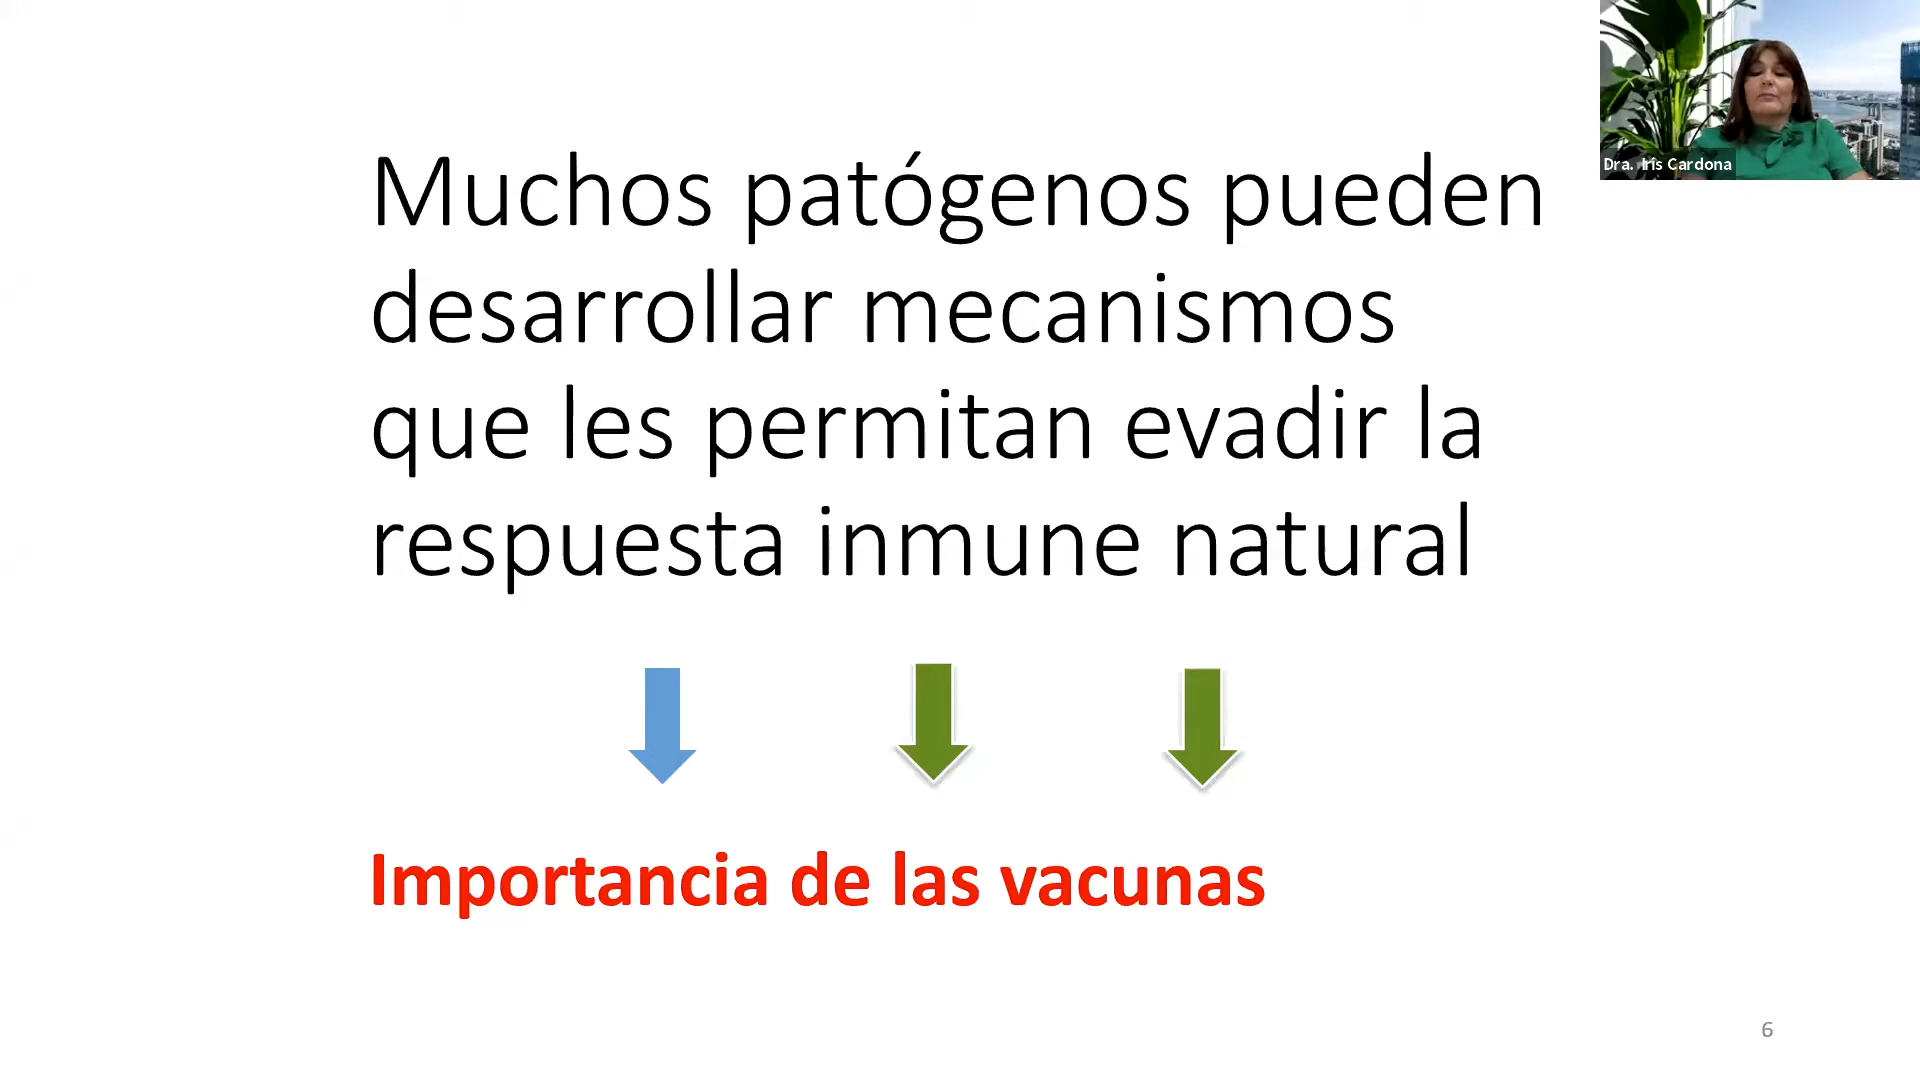 Muchos patógenos pueden
desarrollar mecanismos
que les permitan evadir la
respuesta inmune natural
Importancia de las vacunas
Dra. Iris Cardona
6